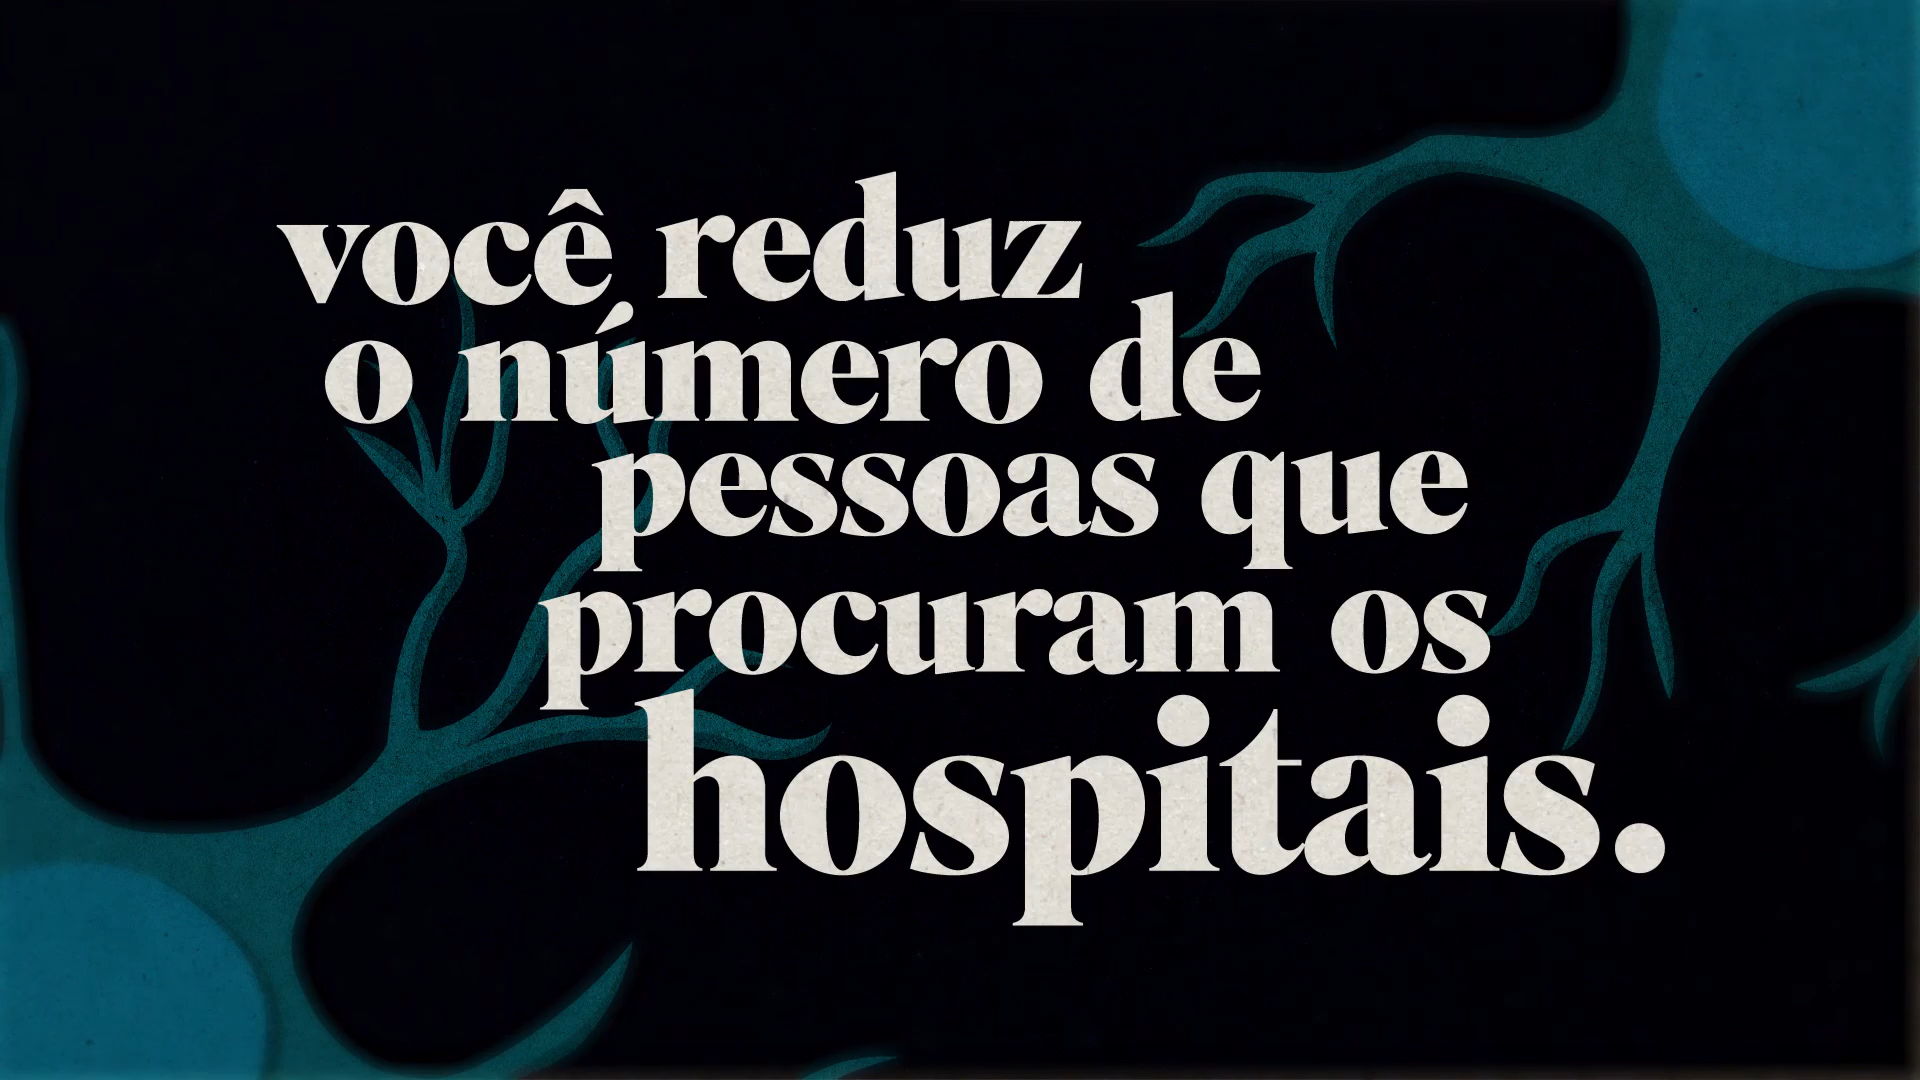 você reduz
o número de
pessoas que
procuram os
hospitais.